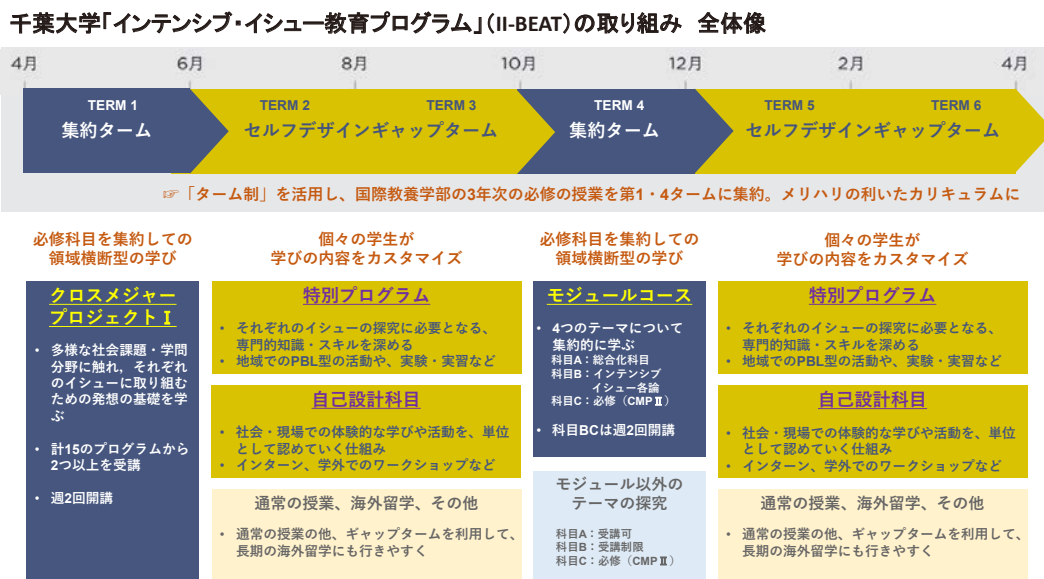 千葉大学「インテンシブ・イシュー教育プログラム」（II-BEAT）の取り組み　全体像
4月 6月 8月 10月 12月 2月 4月
TERM 1 TERM 2 TERM 3 TERM 4 TERM 5 TERM 6
集約ターム セルフデザインギャップターム 集約ターム セルフデザインギャップターム
☞「ターム制」を活用し、国際教養学部の3年次の必修の授業を第1・4タームに集約。メリハリの利いたカリキュラムに
必修科目を集約しての
領域横断型の学び
クロスメジャー
プロジェクトⅠ
• 多様な社会課題・学問
分野に触れ，それぞれ
のイシューに取り組む
ための発想の基礎を学
ぶ
• 計15のプログラムから
2つ以上を受講
• 週2回開講
個々の学生が
学びの内容をカスタマイズ
特別プログラム
• それぞれのイシューの探究に必要となる、
専門的知識・スキルを深める
• 地域でのPBL型の活動や、実験・実習など
自己設計科目
• 社会・現場での体験的な学びや活動を、単位
として認めていく仕組み
• インターン、学外でのワークショップなど
通常の授業、海外留学、その他
• 通常の授業の他、ギャップタームを利用して、
長期の海外留学にも行きやすく
必修科目を集約しての
領域横断型の学び
モジュールコース
• 4つのテーマについて
集約的に学ぶ
科目A：総合化科目
科目B：インテンシブ
イシュー各論
科目C：必修（CMPⅡ）
• 科目BCは週2回開講
モジュール以外の
テーマの探究
科目A：受講可
科目B：受講制限
科目C：必修（CMPⅡ）
個々の学生が
学びの内容をカスタマイズ
特別プログラム
• それぞれのイシューの探究に必要となる、
専門的知識・スキルを深める
• 地域でのPBL型の活動や、実験・実習など
自己設計科目
• 社会・現場での体験的な学びや活動を、単位
として認めていく仕組み
• インターン、学外でのワークショップなど
通常の授業、海外留学、その他
• 通常の授業の他、ギャップタームを利用して、
長期の海外留学にも行きやすく